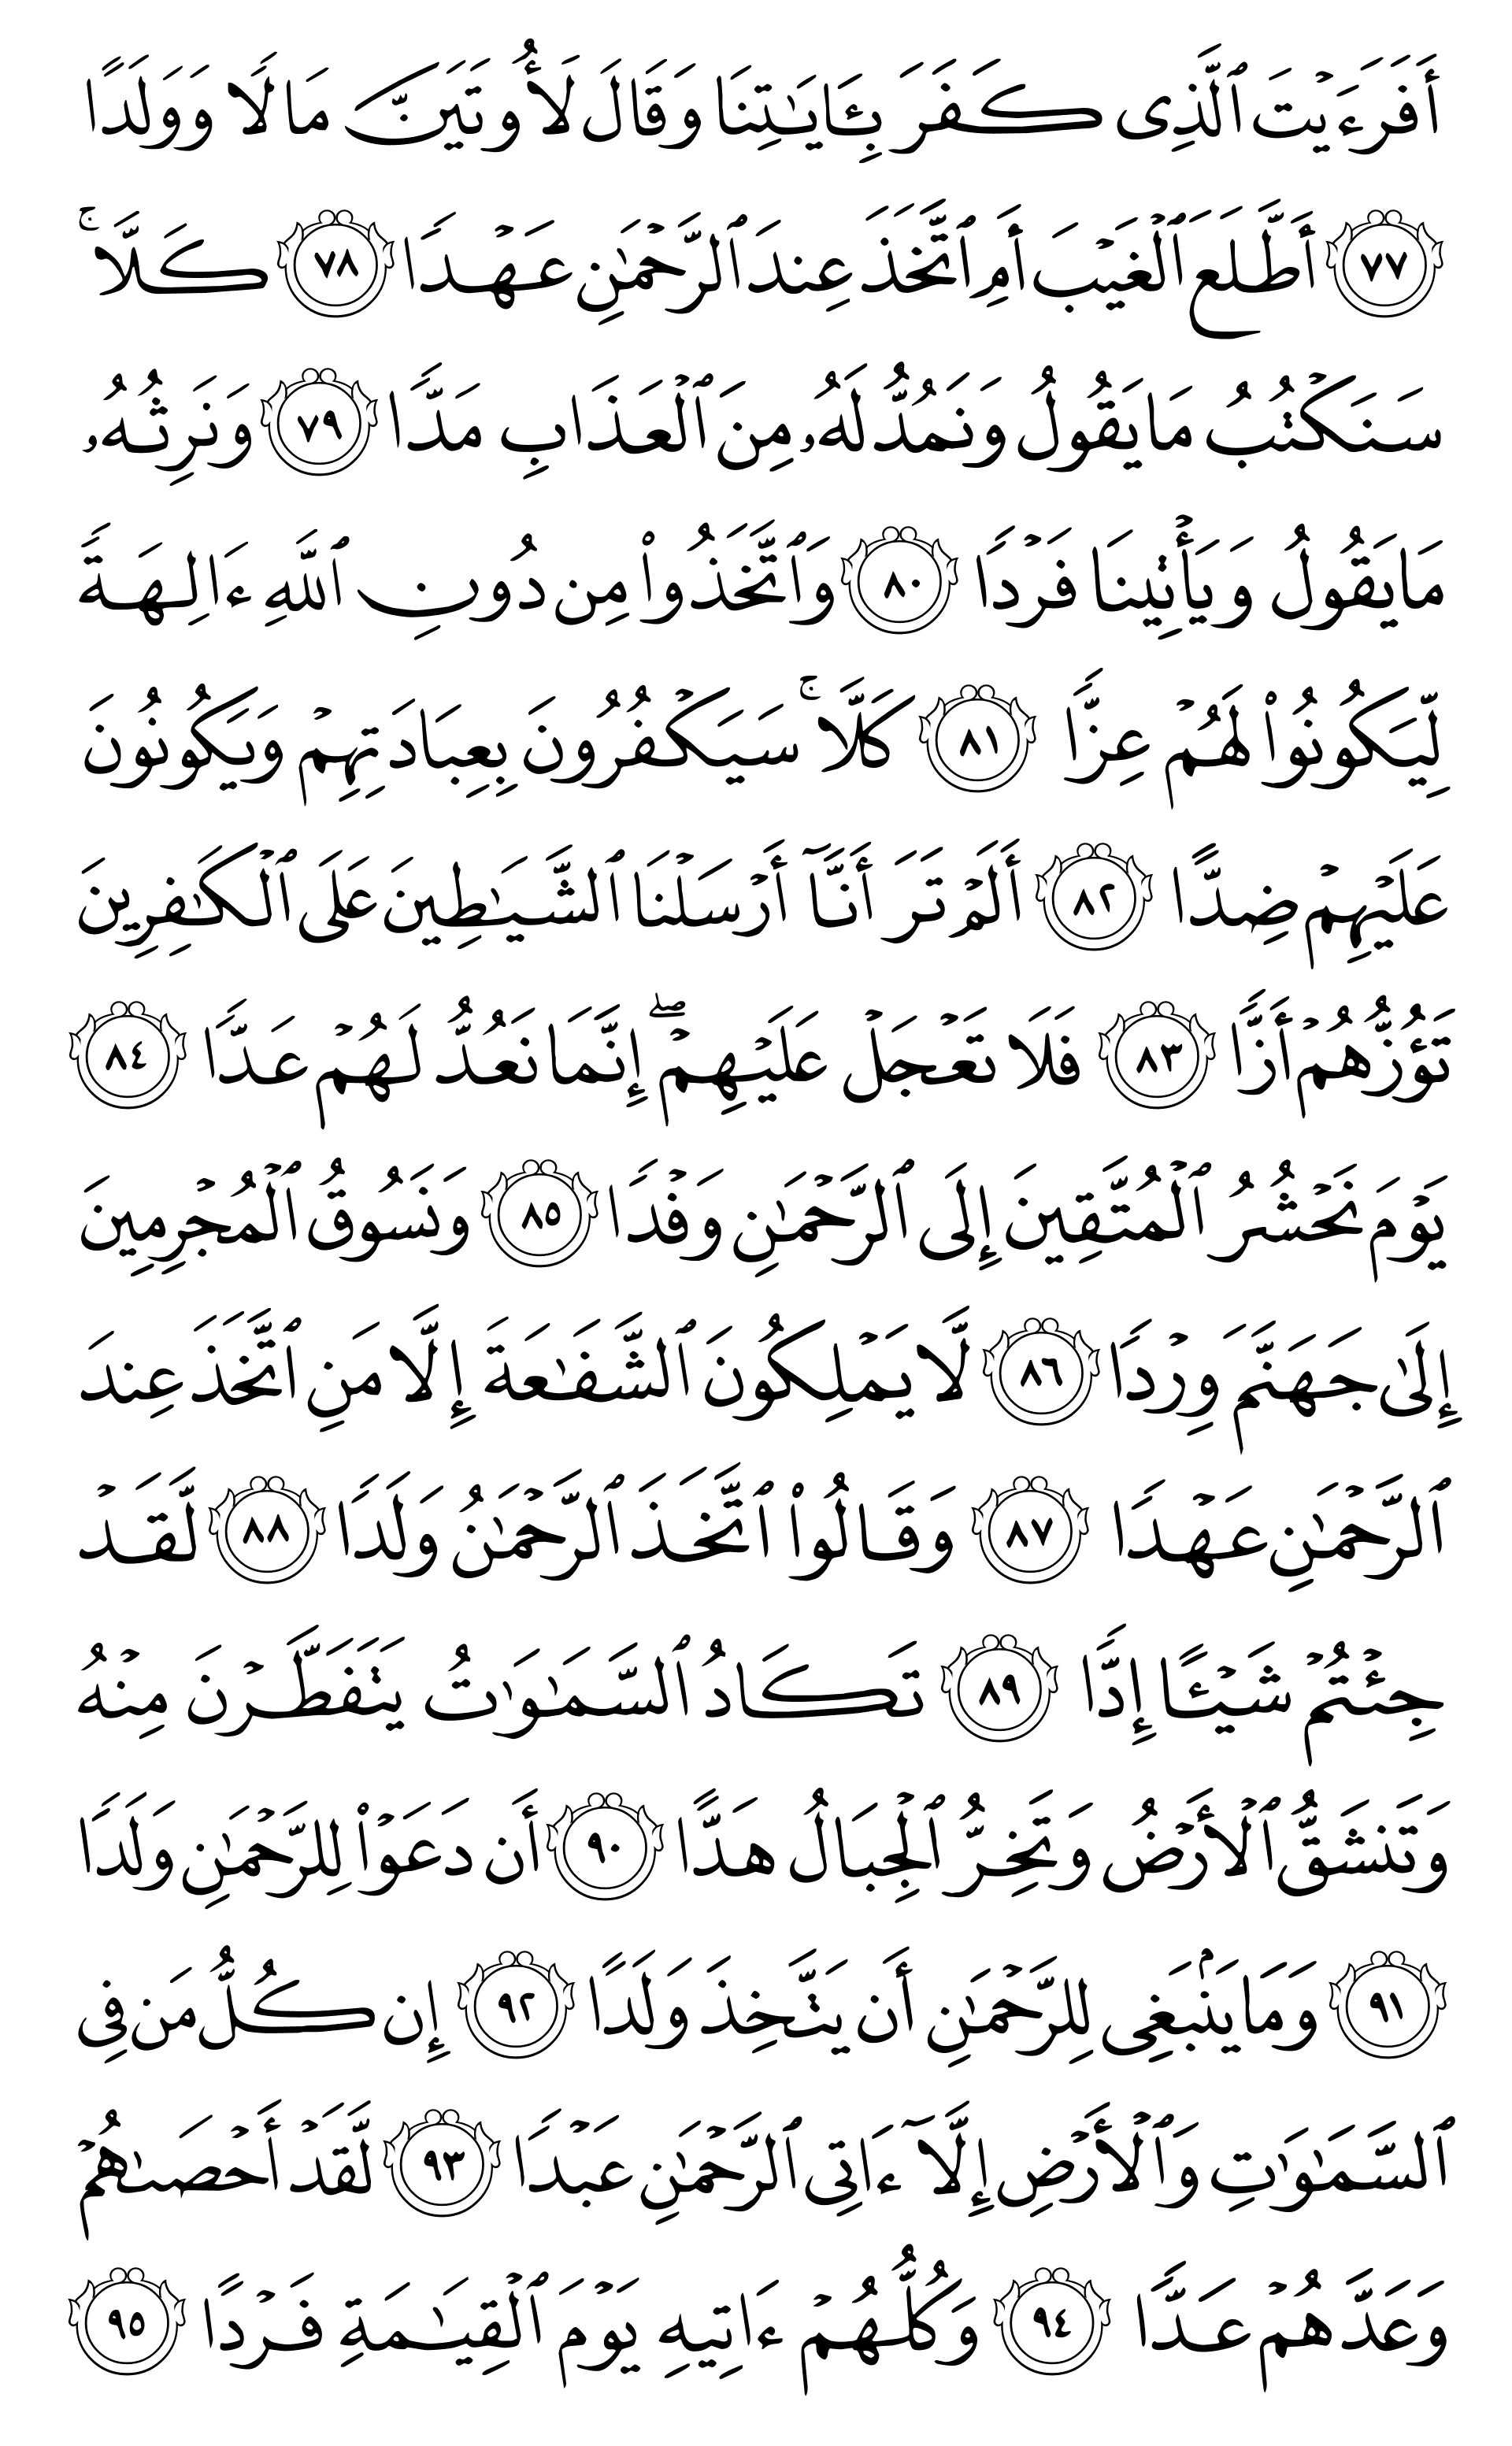 أَفَرَءَيۡتَ ٱلَّذِى كَفَرَ بِـَٔايَٰتِنَا وَقَالَ لَأُوتَيَنَّ مَالٗا وَوَلَدًا
٧٧ أَطَّلَعَ ٱلۡغَيۡبَ أَمِ ٱتَّخَذَ عِندَ ٱلرَّحۡمَٰنِ عَهۡدٗا ٧٨ كَلَّاۚ
سَنَكۡتُبُ مَا يَقُولُ وَنَمُدُّ لَهُۥ مِنَ ٱلۡعَذَابِ مَدّٗا ٧٩ وَنَرِثُهُۥ
مَا يَقُولُ وَيَأۡتِينَا فَرۡدٗا ٨٠ وَٱتَّخَذُواْ مِن دُونِ ٱللَّهِ ءَالِهَةٗ
لِّيَكُونُواْ لَهُمۡ عِزّٗا ٨١ كَلَّاۚ سَيَكۡفُرُونَ بِعِبَادَتِهِمۡ وَيَكُونُونَ
عَلَيۡهِمۡ ضِدًّا ٨٢ أَلَمۡ تَرَ أَنَّآ أَرۡسَلۡنَا ٱلشَّيَٰطِينَ عَلَى ٱلۡكَٰفِرِينَ
تَؤُزُّهُمۡ أَزّٗا ٨٣ فَلَا تَعۡجَلۡ عَلَيۡهِمۡۖ إِنَّمَا نَعُدُّ لَهُمۡ عَدّٗا ٨٤
يَوۡمَ نَحۡشُرُ ٱلۡمُتَّقِينَ إِلَى ٱلرَّحۡمَٰنِ وَفۡدٗا ٨٥ وَنَسُوقُ ٱلۡمُجۡرِمِينَ
إِلَىٰ جَهَنَّمَ وِرۡدٗا ٨٦ لَّا يَمۡلِكُونَ ٱلشَّفَٰعَةَ إِلَّا مَنِ ٱتَّخَذَ عِندَ
ٱلرَّحۡمَٰنِ عَهۡدٗا ٨٧ وَقَالُواْ ٱتَّخَذَ ٱلرَّحۡمَٰنُ وَلَدٗا ٨٨ لَّقَدۡ
جِئۡتُمۡ شَيۡـًٔا إِدّٗا ٨٩ تَكَادُ ٱلسَّمَٰوَٰتُ يَتَفَطَّرۡنَ مِنۡهُ
وَتَنشَقُّ ٱلۡأَرۡضُ وَتَخِرُّ ٱلۡجِبَالُ هَدًّا ٩٠ أَن دَعَوۡاْ لِلرَّحۡمَٰنِ وَلَدٗا
٩١ وَمَا يَنۢبَغِى لِلرَّحۡمَٰنِ أَن يَتَّخِذَ وَلَدًا ٩٢ إِن كُلُّ مَن فِى
ٱلسَّمَٰوَٰتِ وَٱلۡأَرۡضِ إِلَّآ ءَاتِى ٱلرَّحۡمَٰنِ عَبۡدٗا ٩٣ لَّقَدۡ أَحۡصَىٰهُمۡ
وَعَدَّهُمۡ عَدّٗا ٩٤ وَكُلُّهُمۡ ءَاتِيهِ يَوۡمَ ٱلۡقِيَٰمَةِ فَرۡدًا ٩٥